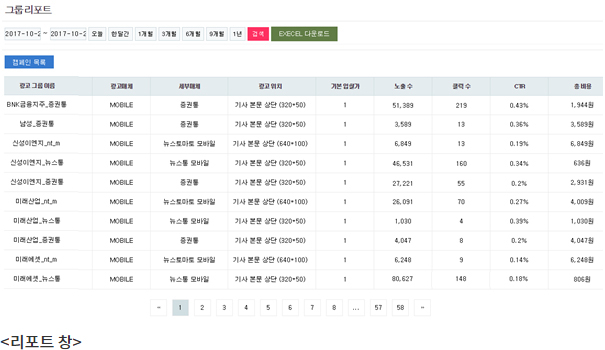 그룹리포트
2017-10-2 ~ 2017-10-2 오늘 한달간 1개월 3개월 6개월 9개월 1년 검색 EXECEL 다운로드
캠페인 목록
광고 그룹 이름 광고매체 세부매체 광고 위치 기본 입찰가 노출 수 클릭 수 CTR 총 비용
BNK금융지주_증권통 MOBILE 증권통 기사 본문 상단 (320*50) 1 51,389 219 0.43% 1,944원
남성_증권통 MOBILE 증권통 기사 본문 상단 (320*50) 1 3,589 13 0.36% 3,589원
신성이엔지_nt_m MOBILE 뉴스토마토 모바일 기사 본문 상단 (640*100) 1 6,849 13 0.19% 6,849원
신성이엔지_뉴스통 MOBILE 뉴스통 모바일 기사 본문 상단 (320*50) 1 46,531 160 0.34% 636원
신성이엔지_증권통 MOBILE 증권통 기사 본문 상단 (320*50) 1 27,221 55 0.2% 2,931원
미래산업_nt_m MOBILE 뉴스토마토 모바일 기사 본문 상단 (640*100) 1 26,091 70 0.27% 4,009원
미래산업_뉴스통 MOBILE 뉴스통 모바일 기사 본문 상단 (320*50) 1 1,030 4 0.39% 1,030원
미래산업_증권통 MOBILE 증권통 기사 본문 상단 (320*50) 1 4,047 8 0.2% 4,047원
미래에셋_nt_m MOBILE 뉴스토마토 모바일 기사 본문 상단 (640*100) 1 6,248 9 0.14% 6,248원
미래에셋_뉴스통 MOBILE 뉴스통 모바일 기사 본문 상단 (320*50) 1 80,627 148 0.18% 806원
← 1 2 3 4 5 6 7 8 ... 57 58 →
<리포트 창>